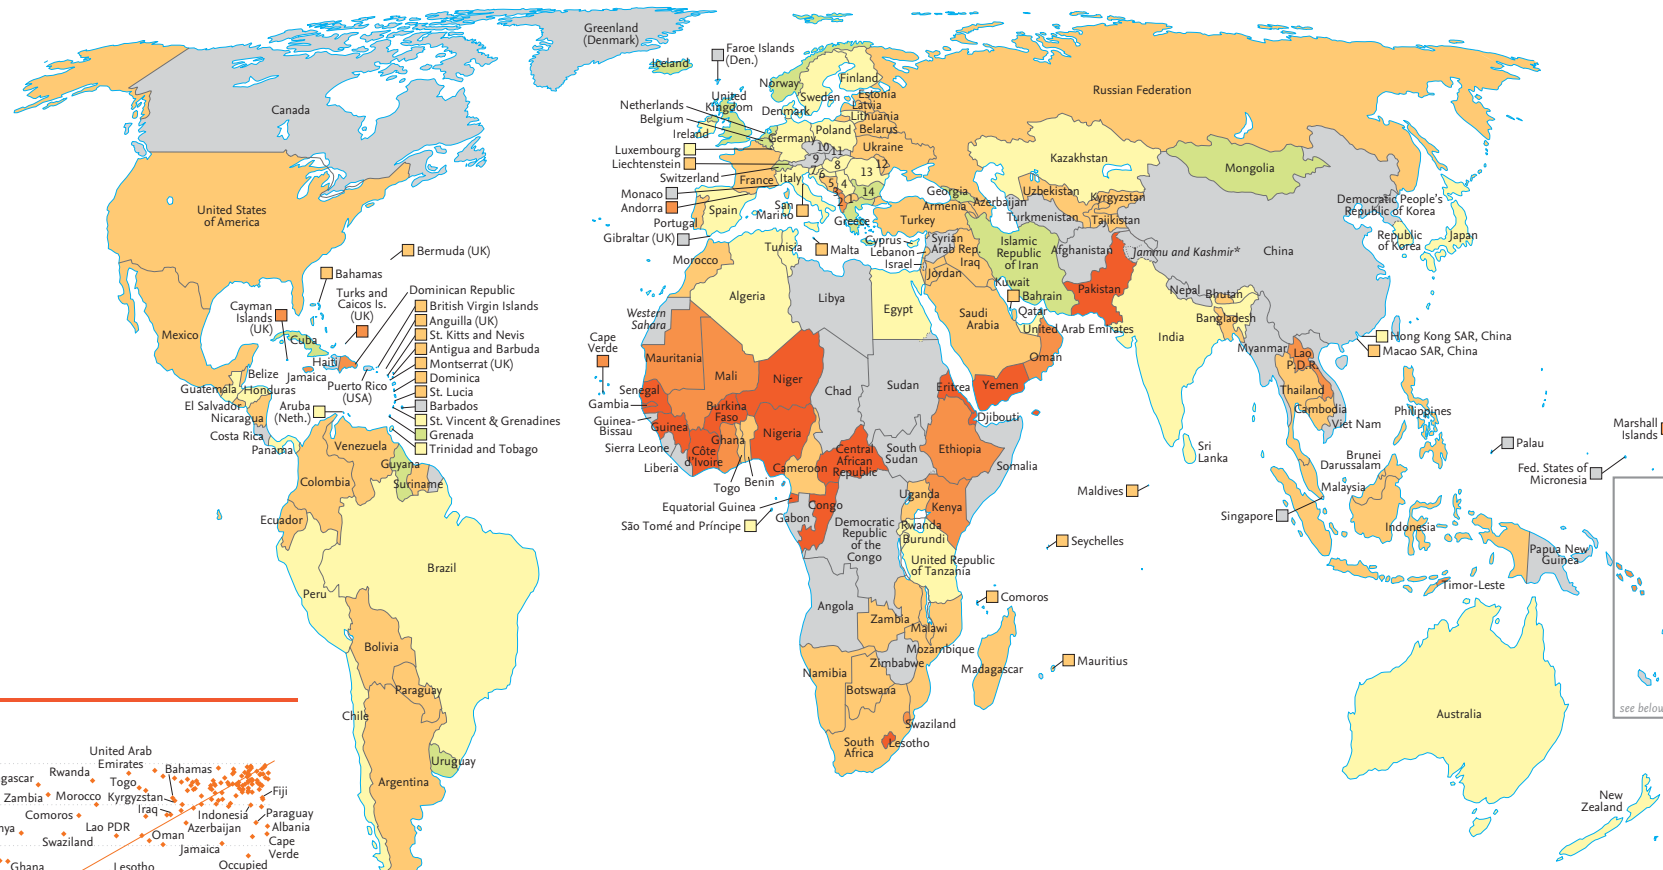 Greenland
(Denmark)
Faroe Islands
(Den.)
Iceland
Norway
Finland
Sweden
Russian Federation
Canada
United
Kingdom
Netherlands
Belgium
Ireland
Denmark
Estonia
Latvia
Lithuania
Belarus
Germany
Poland
Luxembourg
Liechtenstein
Ukraine
10
11
9
8
12
13
7
6
5
4
3
2
1
14
Switzerland
France
Italy
Monaco
Andorra
Portugal
Spain
San
Marino
Gibraltar (UK)
Greece
Malta
Kazakhstan
Mongolia
Georgia
Armenia
Azerbaijan
Uzbekistan
Kyrgyzstan
Turkmenistan
Tajikistan
Turkey
Cyprus
Lebanon
Israel
Syrian
Arab Rep.
Iraq
Jordan
Islamic
Republic
of Iran
Afghanistan
Jammu and Kashmir*
China
Democratic People's
Republic of Korea
Republic
of Korea
Japan
Pakistan
Nepal
Bhutan
Bangladesh
India
Myanmar
Kuwait
Bahrain
Qatar
United Arab Emirates
Saudi
Arabia
Oman
Yemen
United States
of America
Bermuda (UK)
Bahamas
Turks and
Caicos Is.
(UK)
Cayman
Islands
(UK)
Dominican Republic
British Virgin Islands
Anguilla (UK)
St. Kitts and Nevis
Antigua and Barbuda
Montserrat (UK)
Dominica
St. Lucia
Barbados
St. Vincent & Grenadines
Grenada
Trinidad and Tobago
Mexico
Cuba
Haiti
Jamaica
Puerto Rico
(USA)
Belize
Guatemala
Honduras
El Salvador
Nicaragua
Costa Rica
Panama
Aruba
(Neth.)
Venezuela
Guyana
Suriname
Colombia
Ecuador
Brazil
Peru
Bolivia
Paraguay
Chile
Uruguay
Argentina
Morocco
Tunisia
Algeria
Libya
Egypt
Western
Sahara
Cape
Verde
Mauritania
Mali
Niger
Chad
Sudan
Eritrea
Djibouti
Senegal
Gambia
Guinea-
Bissau
Guinea
Sierra Leone
Liberia
Burkina
Faso
Ghana
Côte
d'Ivoire
Togo
Benin
Nigeria
Cameroon
Central
African
Republic
South
Sudan
Ethiopia
Somalia
Equatorial Guinea
São Tomé and Príncipe
Gabon
Congo
Democratic
Republic
of the
Congo
Uganda
Kenya
Rwanda
Burundi
United Republic
of Tanzania
Angola
Zambia
Malawi
Mozambique
Zimbabwe
Namibia
Botswana
Madagascar
Swaziland
Lesotho
South
Africa
Comoros
Seychelles
Mauritius
Maldives
Sri
Lanka
Hong Kong SAR, China
Macao SAR, China
Lao
P.D.R.
Thailand
Cambodia
Viet Nam
Philippines
Brunei
Darussalam
Malaysia
Singapore
Indonesia
Palau
Fed. States of
Micronesia
Marshall
Islands
Papua New
Guinea
Timor-Leste
Australia
New
Zealand
see below
United Arab
Emirates
Bahamas
gascar
Rwanda
Togo
Zambia
Morocco
Kyrgyzstan
Iraq
Fiji
Comoros
Indonesia
Paraguay
nya
Lao PDR
Azerbaijan
Albania
Swaziland
Oman
Jamaica
Cape
Verde
Ghana
Lesotho
Occupied